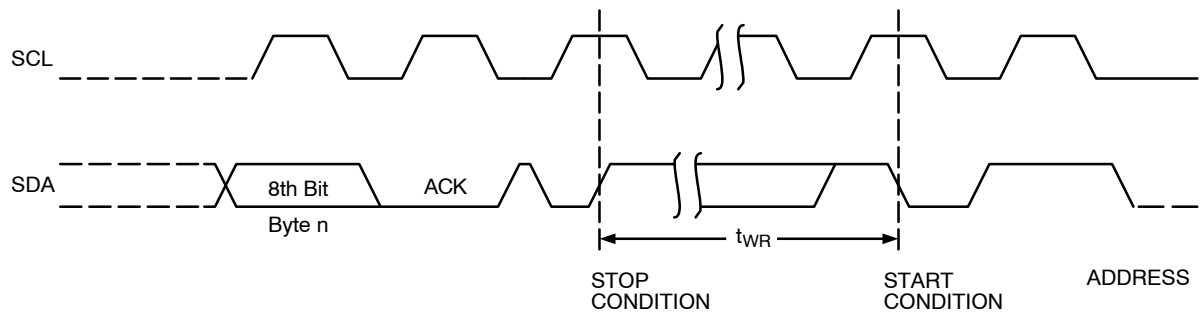 SCL
SDA
8th Bit
Byte n
ACK
tWR
STOP
CONDITION
START
CONDITION
ADDRESS